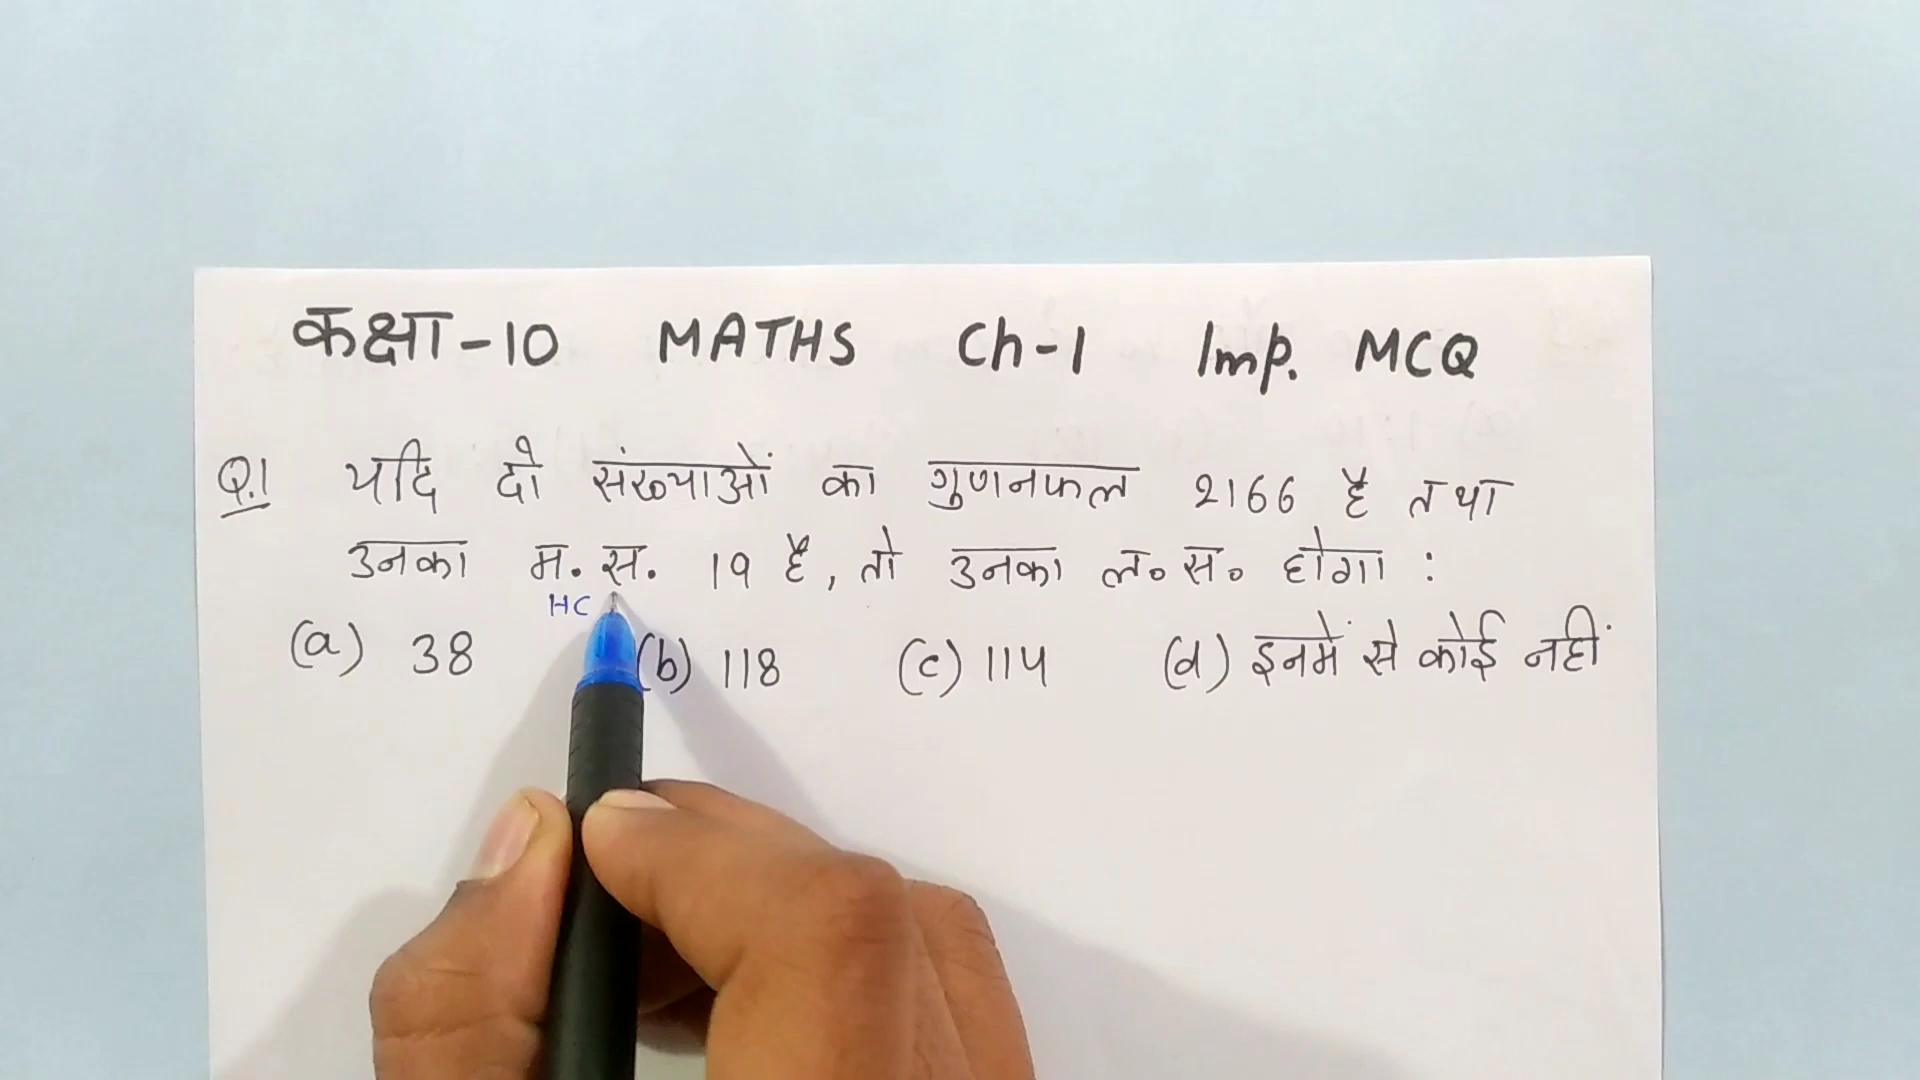 कक्षा-10 MATHS Ch-1 Imp. MCQ
Q.1 यदि दो संख्याओं का गुणनफल 2166 है तथा
उनका म.स. 19 है, तो उनका ल॰स॰ होगा :
HC
(a) 38 (b) 118 (c) 114 (d) इनमें से कोई नहीं